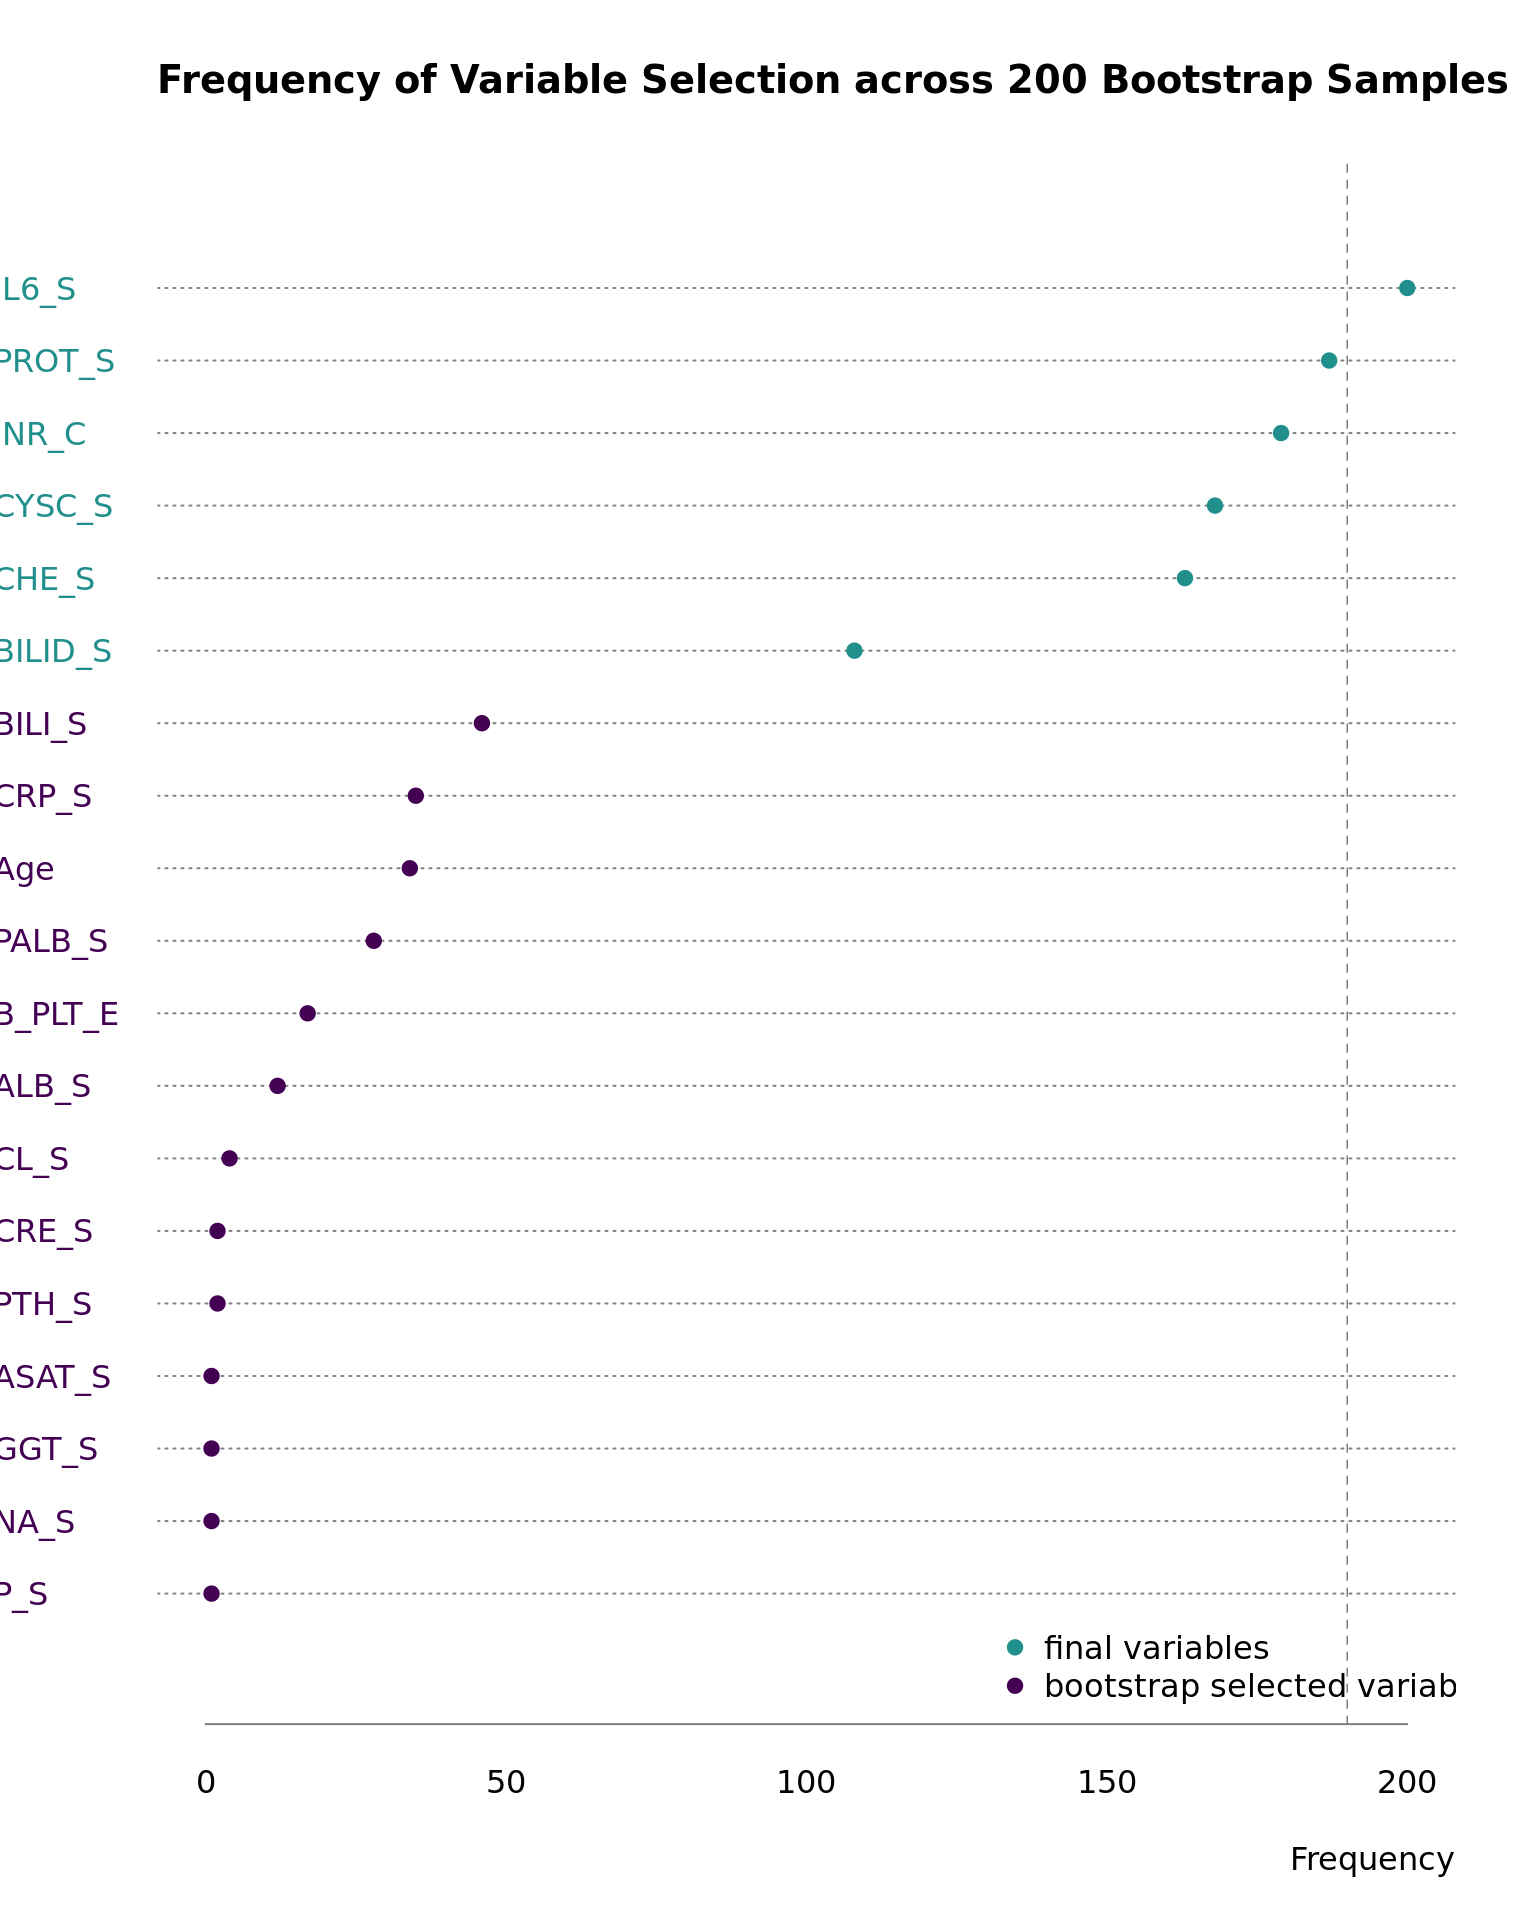 Frequency of Variable Selection across 200 Bootstrap Samples
L6_S
PROT_S
NR_C
CYSC_S
CHE_S
BILID_S
BILI_S
CRP_S
Age
PALB_S
B_PLT_E
ALB_S
CL_S
CRE_S
PTH_S
ASAT_S
GGT_S
NA_S
P_S
final variables
bootstrap selected variab
0 50 100 150 200
Frequency